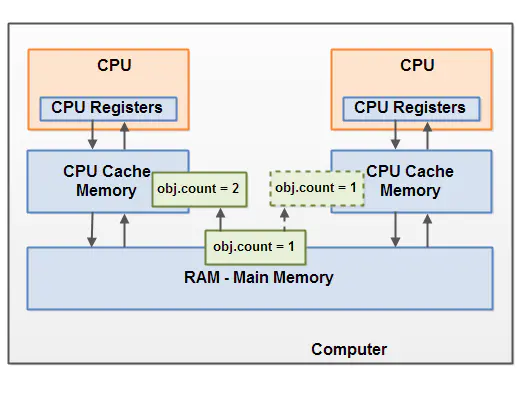 CPU
CPU
CPU Registers
CPU Registers
CPU Cache
Memory
CPU Cache
Memory
obj.count = 2
obj.count = 1
obj.count = 1
RAM - Main Memory
Computer